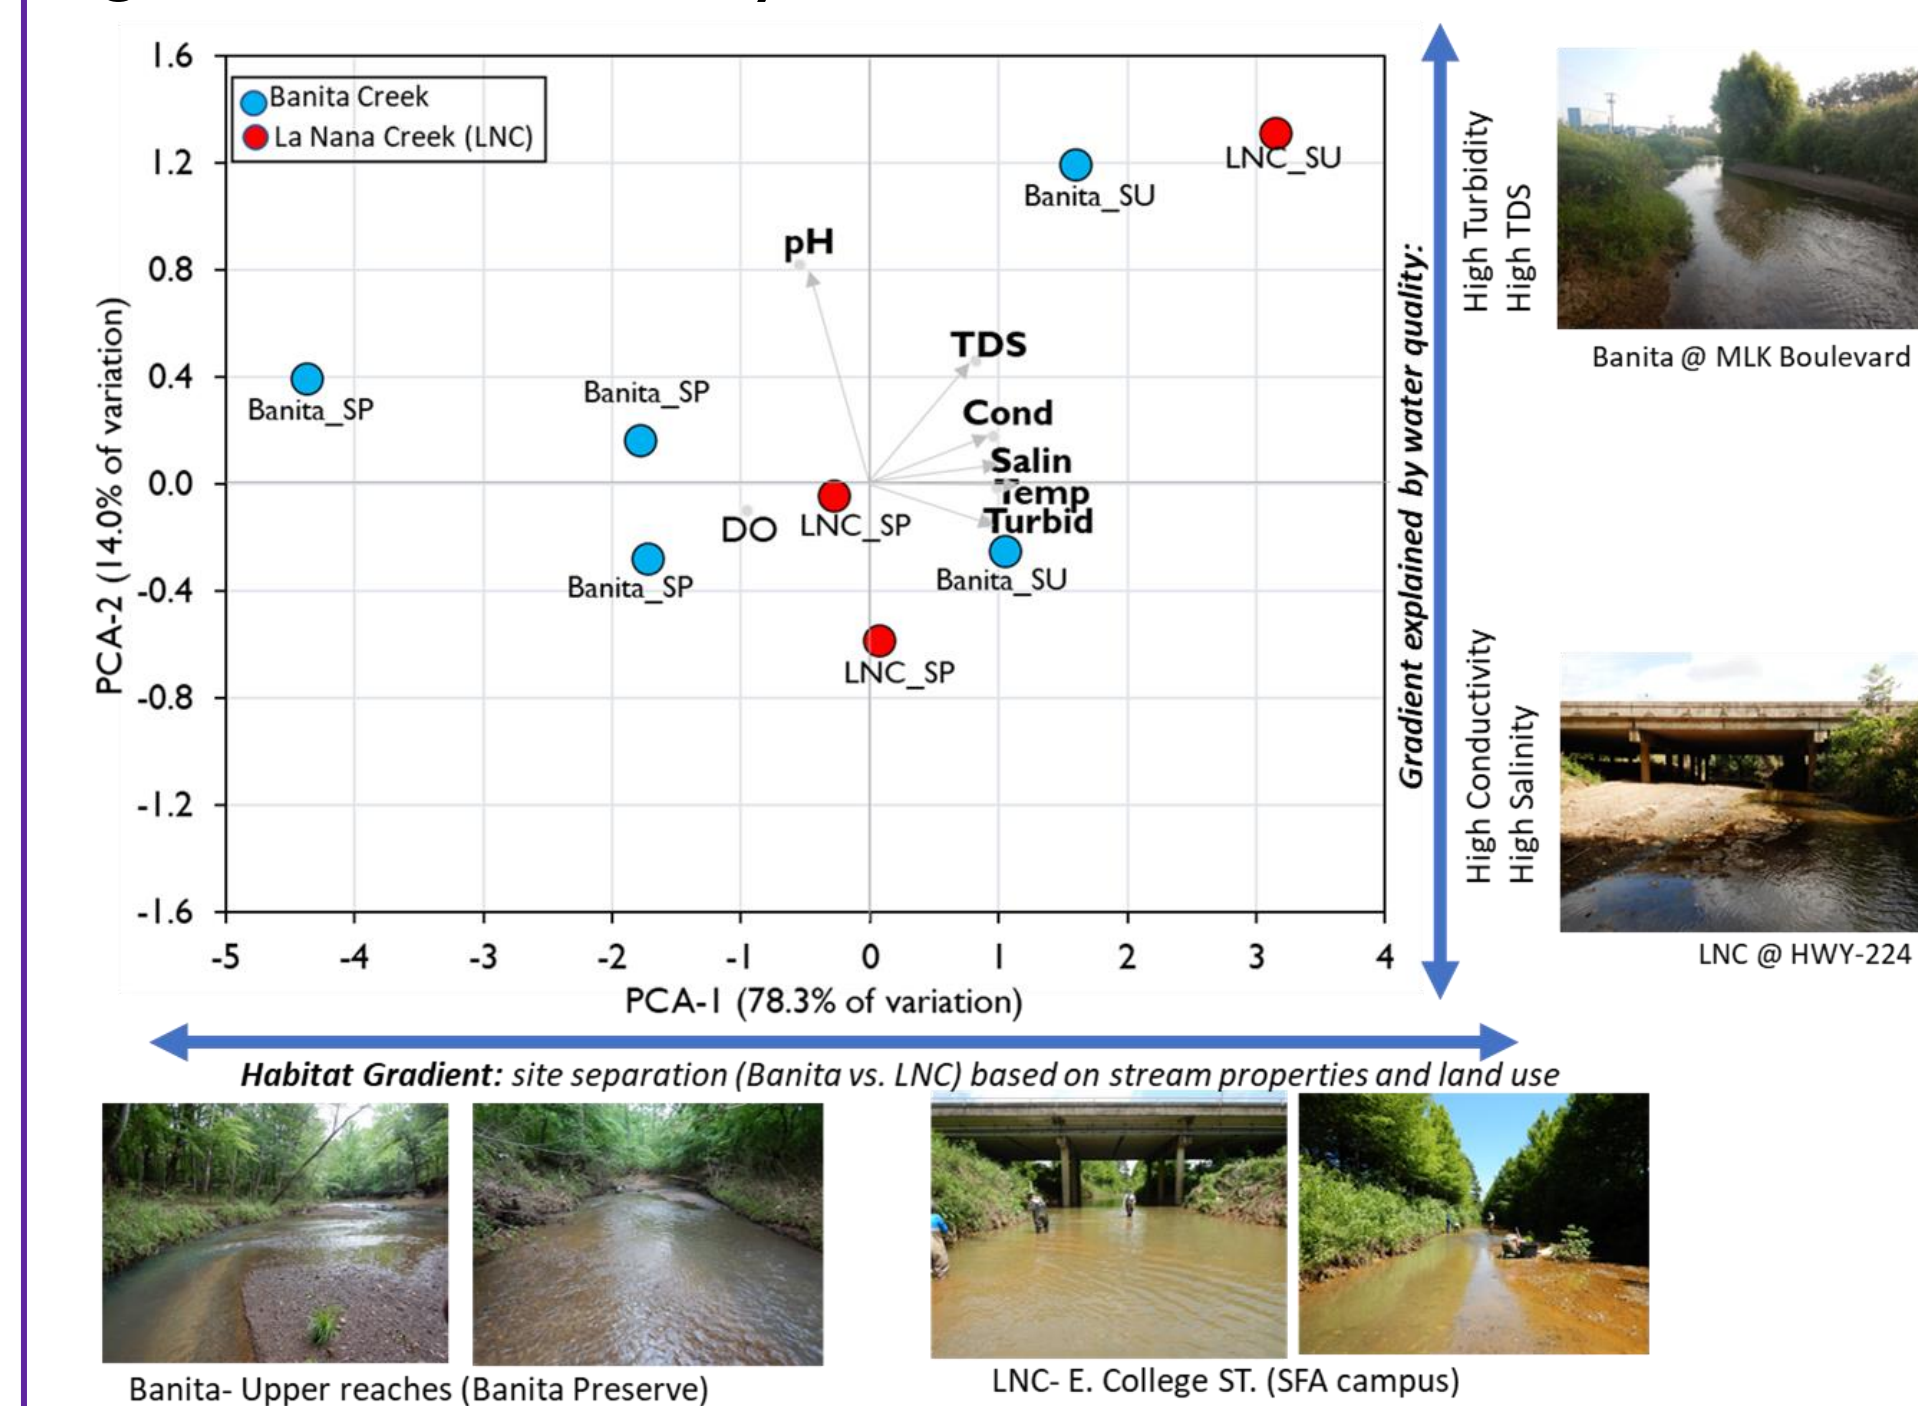 1.6
1.2
0.8
0.4
0.0
-0.4
-0.8
-1.2
-1.6
PCA-2 (14.0% of variation)
Banita Creek
La Nana Creek (LNC)
LNC_SU
Banita_SU
pH
TDS
Cond
Salin
Temp
Turbid
Banita_SP
Banita_SP
DO
LNC_SP
Banita_SP
Banita_SU
LNC_SP
-5 -4 -3 -2 -1 0 1 2 3 4
PCA-1 (78.3% of variation)
Gradient explained by water quality:
High Turbidity
High TDS
High Conductivity
High Salinity
Banita @ MLK Boulevard
LNC @ HWY-224
Habitat Gradient: site separation (Banita vs. LNC) based on stream properties and land use
Banita- Upper reaches (Banita Preserve)
LNC- E. College ST. (SFA campus)